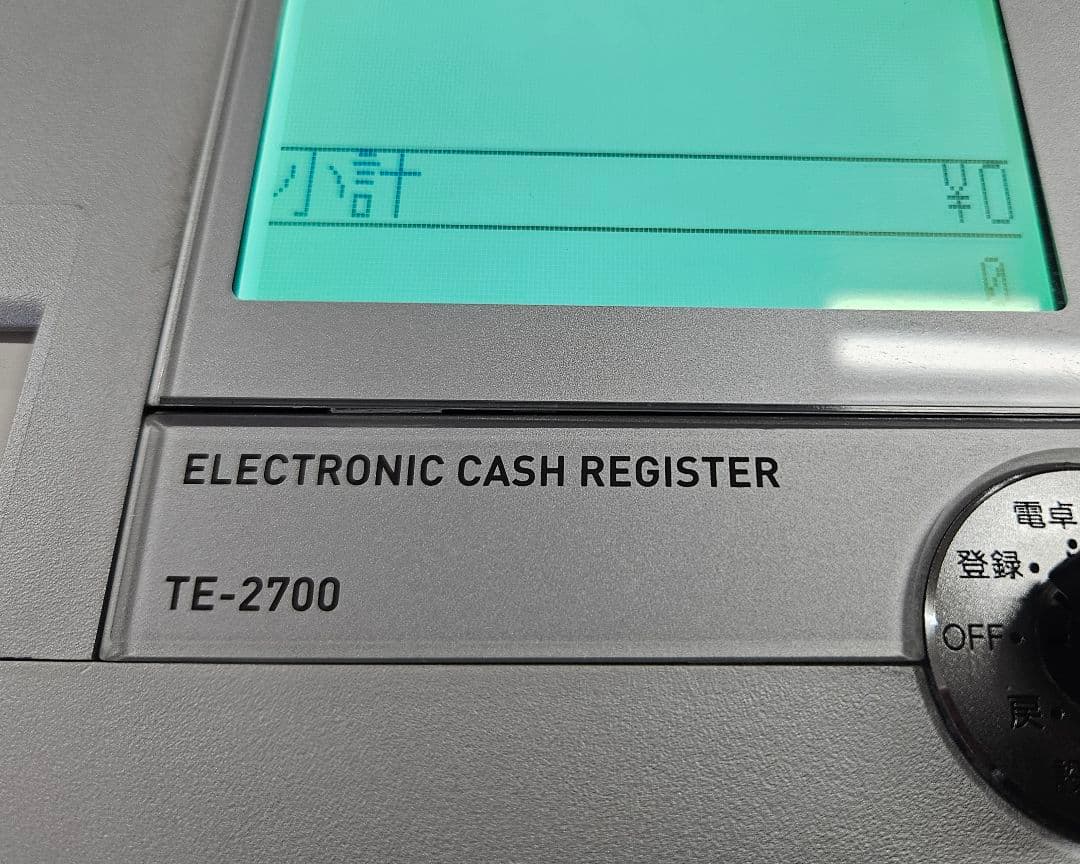 小計 ¥0
0
ELECTRONIC CASH REGISTER
TE-2700
電卓
登録
OFF
戻